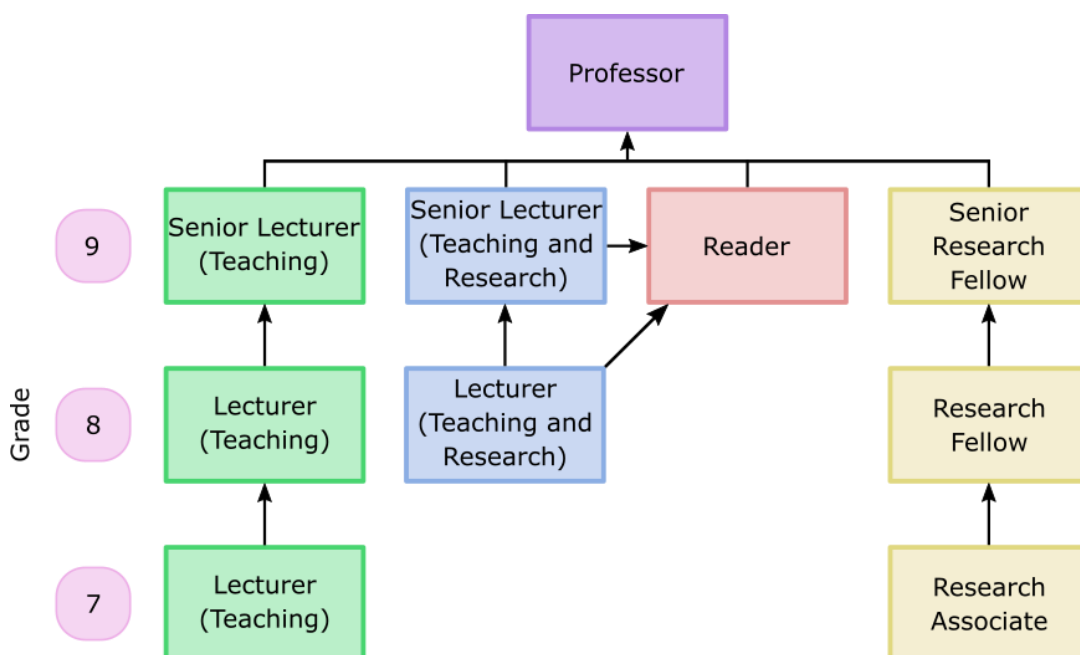 Professor
9
Senior Lecturer
(Teaching)
Senior Lecturer
(Teaching and
Research)
Reader
Senior
Research
Fellow
Grade
8
Lecturer
(Teaching)
Lecturer
(Teaching and
Research)
Research
Fellow
7
Lecturer
(Teaching)
Research
Associate